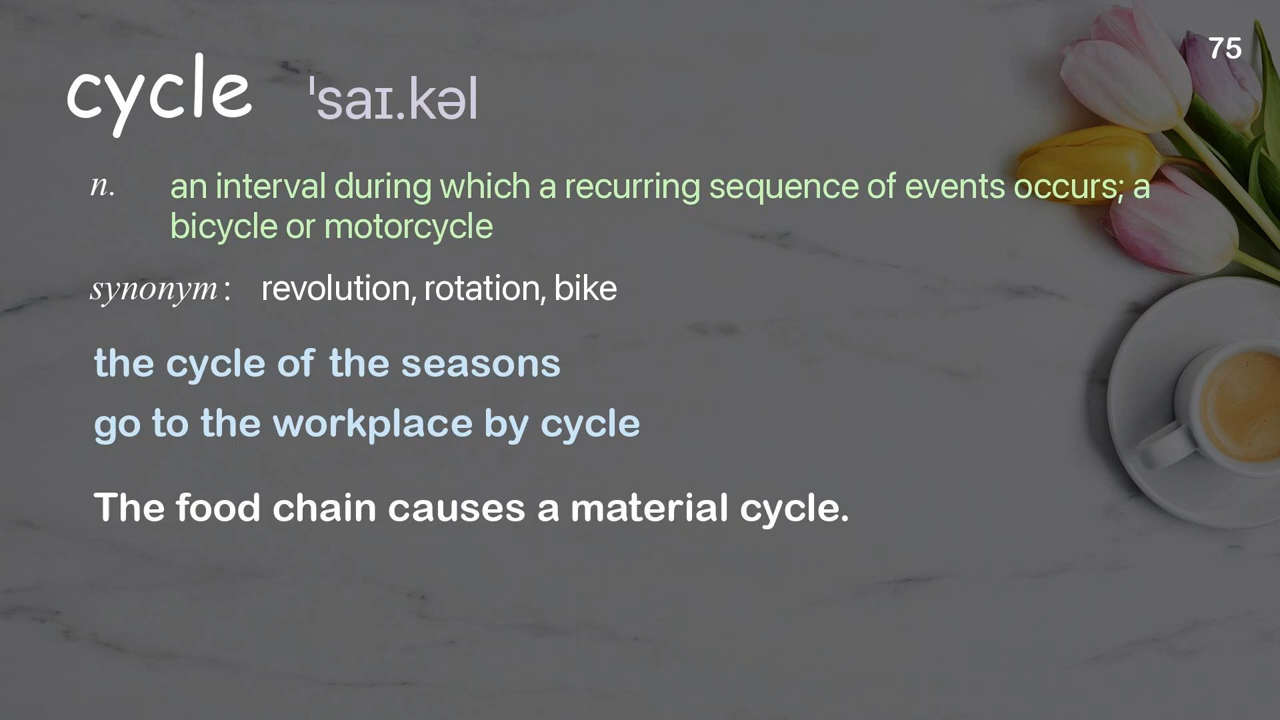 75
cycle ˈsaɪ.kəl
n. an interval during which a recurring sequence of events occurs; a
bicycle or motorcycle
synonym: revolution, rotation, bike
the cycle of the seasons
go to the workplace by cycle
The food chain causes a material cycle.